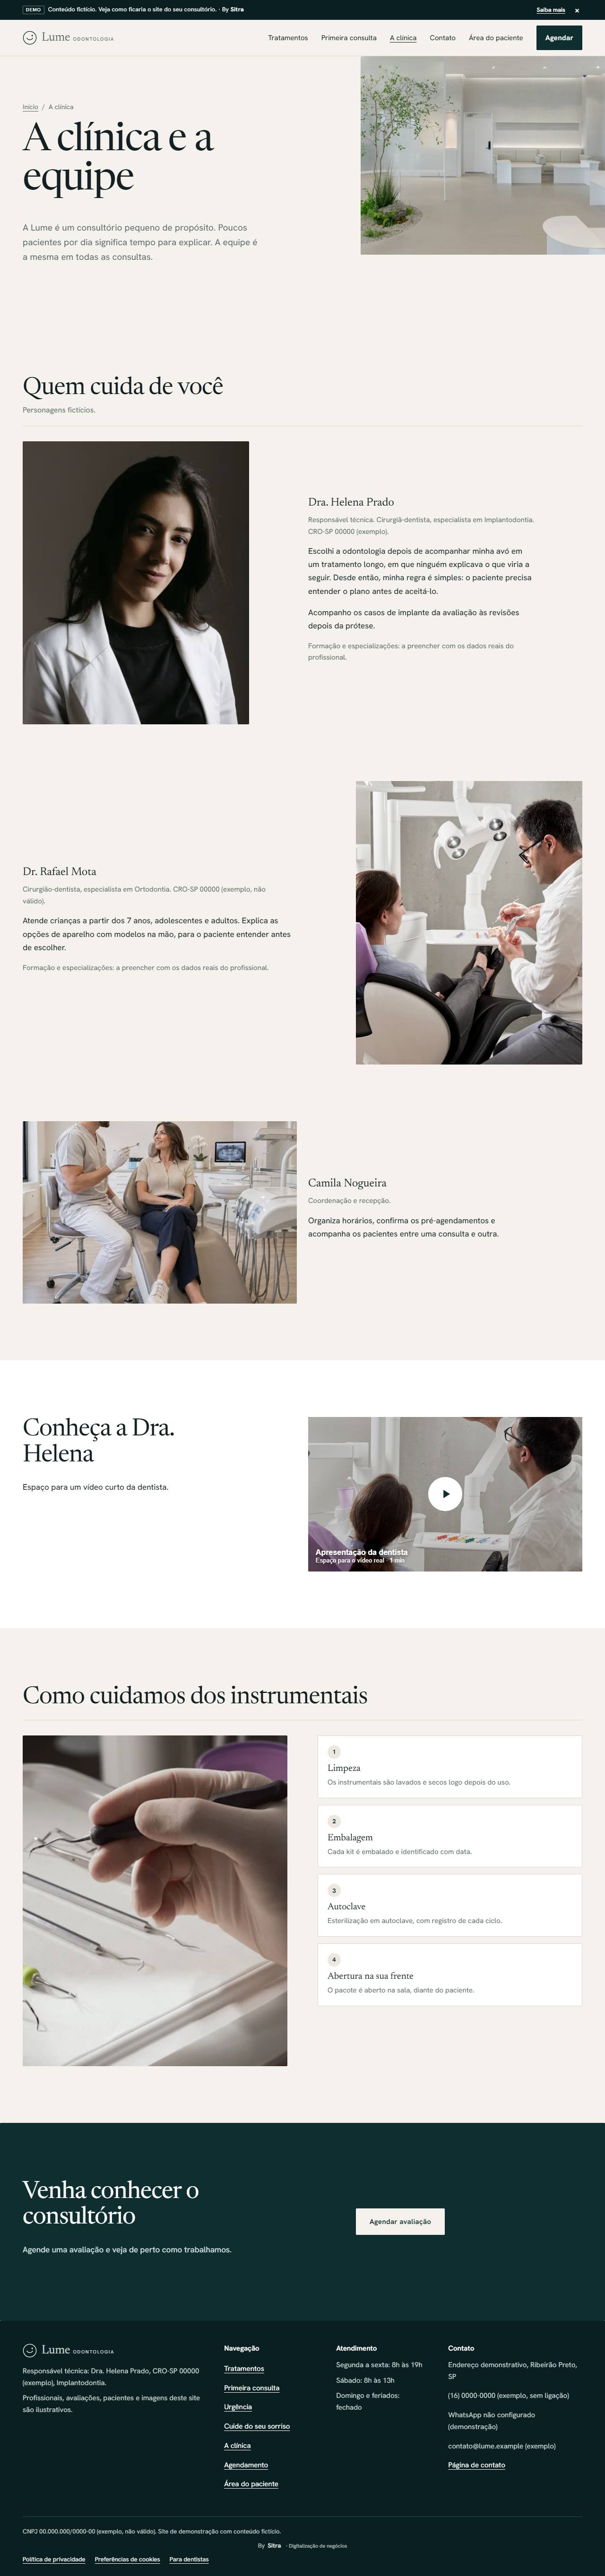 DEMO Conteúdo fictício. Veja como ficaria o site do seu consultório. · By Sitra Saiba mais ×
Lume ODONTOLOGIA Tratamentos Primeira consulta A clínica Contato Área do paciente Agendar
Início / A clínica
A clínica e a
equipe
A Lume é um consultório pequeno de propósito. Poucos
pacientes por dia significa tempo para explicar. A equipe é
a mesma em todas as consultas.
Quem cuida de você
Personagens fictícios.
Dra. Helena Prado
Responsável técnica. Cirurgiã-dentista, especialista em Implantodontia.
CRO-SP 00000 (exemplo).
Escolhi a odontologia depois de acompanhar minha avó em
um tratamento longo, em que ninguém explicava o que viria a
seguir. Desde então, minha regra é simples: o paciente precisa
entender o plano antes de aceitá-lo.
Acompanho os casos de implante da avaliação às revisões
depois da prótese.
Formação e especializações: a preencher com os dados reais do
profissional.
Dr. Rafael Mota
Cirurgião-dentista, especialista em Ortodontia. CRO-SP 00000 (exemplo, não
válido).
Atende crianças a partir dos 7 anos, adolescentes e adultos. Explica as
opções de aparelho com modelos na mão, para o paciente entender antes
de escolher.
Formação e especializações: a preencher com os dados reais do profissional.
Camila Nogueira
Coordenação e recepção.
Organiza horários, confirma os pré-agendamentos e
acompanha os pacientes entre uma consulta e outra.
Conheça a Dra.
Helena
Espaço para um vídeo curto da dentista.
Apresentação da dentista
Espaço para o vídeo real · 1 min
Como cuidamos dos instrumentais
1
Limpeza
Os instrumentais são lavados e secos logo depois do uso.
2
Embalagem
Cada kit é embalado e identificado com data.
3
Autoclave
Esterilização em autoclave, com registro de cada ciclo.
4
Abertura na sua frente
O pacote é aberto na sala, diante do paciente.
Venha conhecer o
consultório
Agende uma avaliação e veja de perto como trabalhamos.
Agendar avaliação
Lume ODONTOLOGIA
Responsável técnica: Dra. Helena Prado, CRO-SP 00000
(exemplo), Implantodontia.
Profissionais, avaliações, pacientes e imagens deste site
são ilustrativos.
Navegação
Tratamentos
Primeira consulta
Urgência
Cuide do seu sorriso
A clínica
Agendamento
Área do paciente
Atendimento
Segunda a sexta: 8h às 19h
Sábado: 8h às 13h
Domingo e feriados:
fechado
Contato
Endereço demonstrativo, Ribeirão Preto,
SP
(16) 0000-0000 (exemplo, sem ligação)
WhatsApp não configurado
(demonstração)
contato@lume.example (exemplo)
Página de contato
CNPJ 00.000.000/0000-00 (exemplo, não válido). Site de demonstração com conteúdo fictício.
By Sitra · Digitalização de negócios
Política de privacidade Preferências de cookies Para dentistas